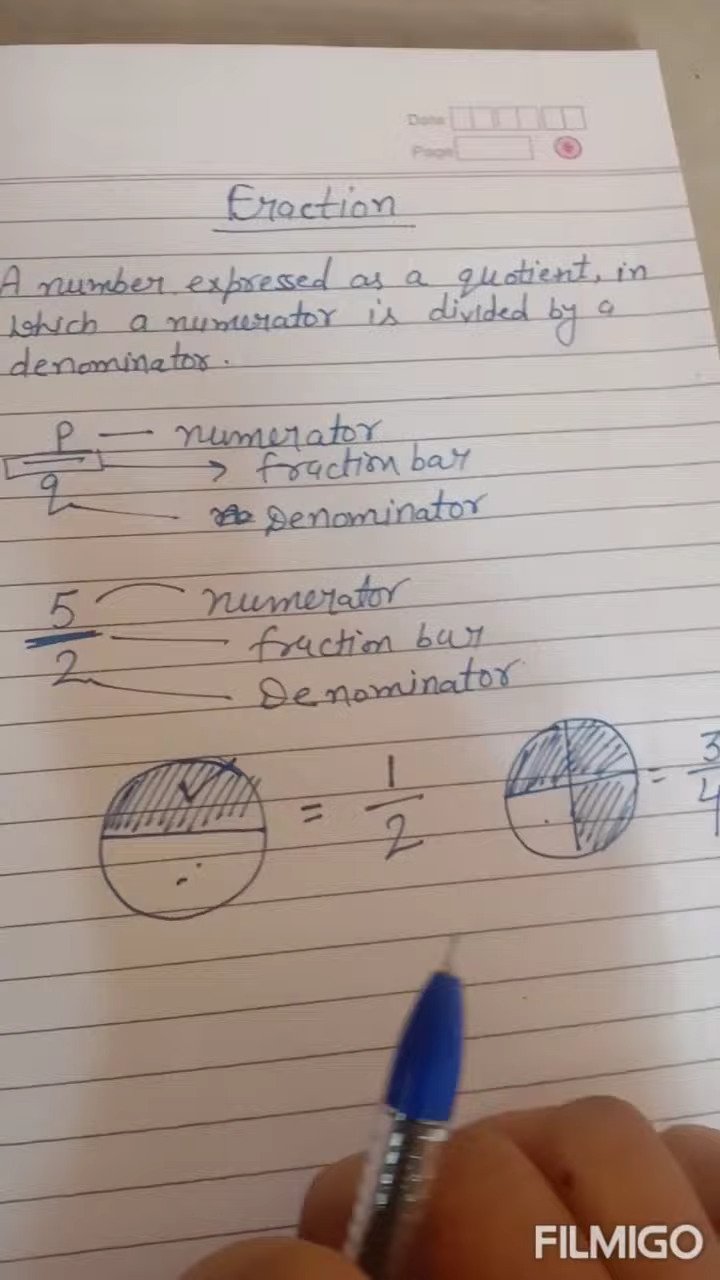 Date
Page
Fraction
A number expressed as a quotient, in
which a numerator is divided by a
denominator.
p — numerator
→ fraction bar
q
Denominator
5 numerator
fraction bar
2
Denominator
= 1/2
= 3/4
FILMIGO